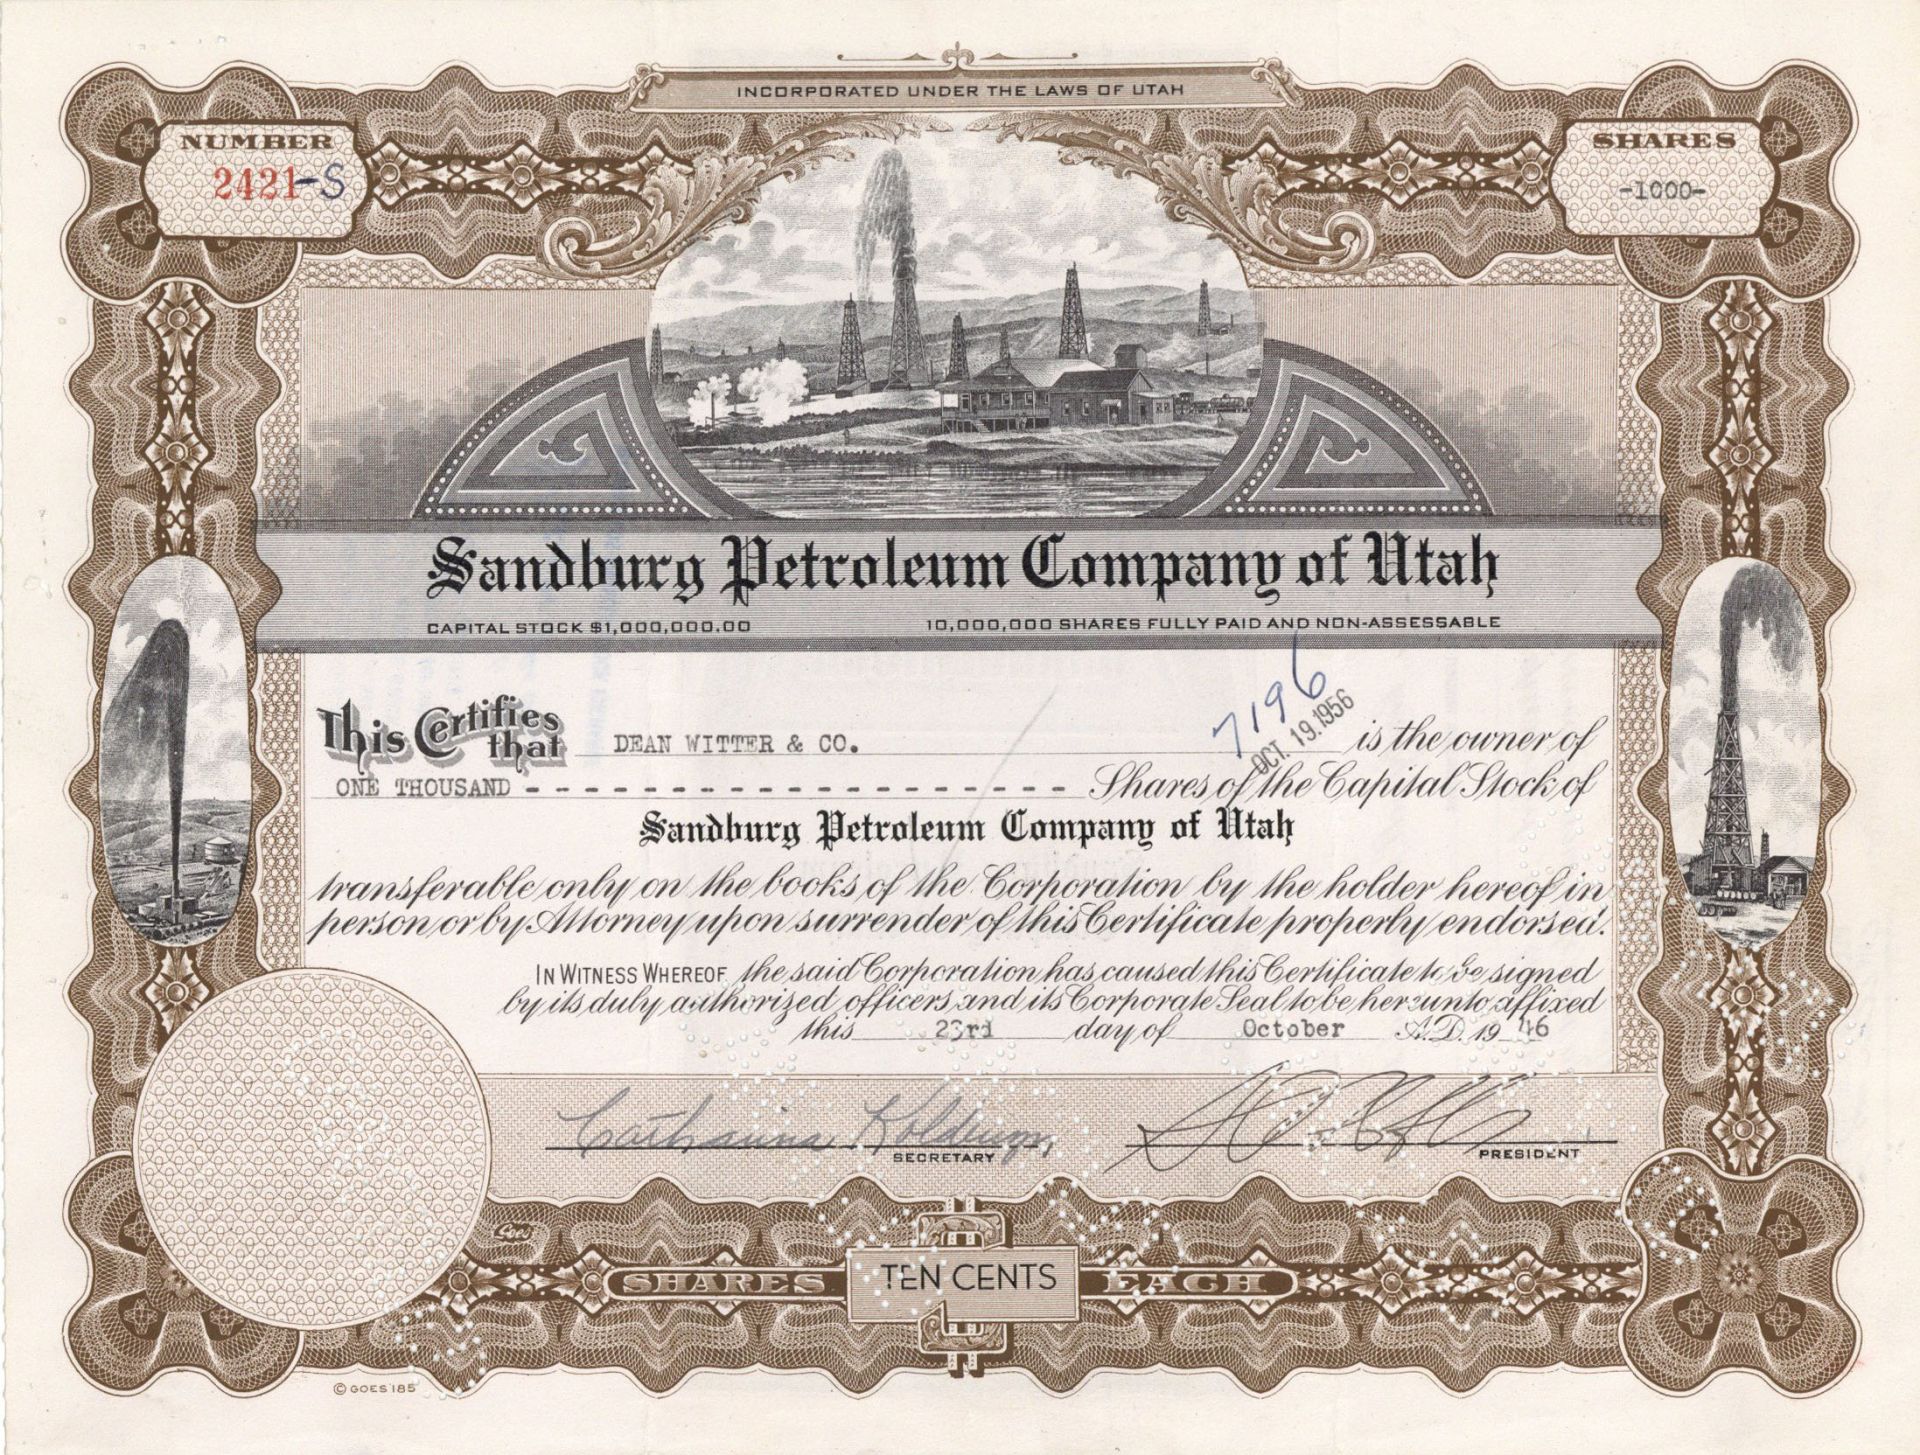 INCORPORATED UNDER THE LAWS OF UTAH
NUMBER
2421-S
SHARES
-1000-
Sandburg Petroleum Company of Utah
CAPITAL STOCK $1,000,000.00 10,000,000 SHARES FULLY PAID AND NON-ASSESSABLE
7196
OCT. 19. 1956
This Certifies that DEAN WITTER & CO. is the owner of
ONE THOUSAND - - - - - - - - - - - - - - - - - - - Shares of the Capital Stock of
Sandburg Petroleum Company of Utah
transferable only on the books of the Corporation by the holder hereof in
person or by Attorney upon surrender of this Certificate properly endorsed.
IN WITNESS WHEREOF the said Corporation has caused this Certificate to be signed
by its duly authorized officers and its Corporate Seal to be hereunto affixed
this 23rd day of October A.D. 19 46
SECRETARY
PRESIDENT
Goes
SHARES TEN CENTS EACH
© GOES 185